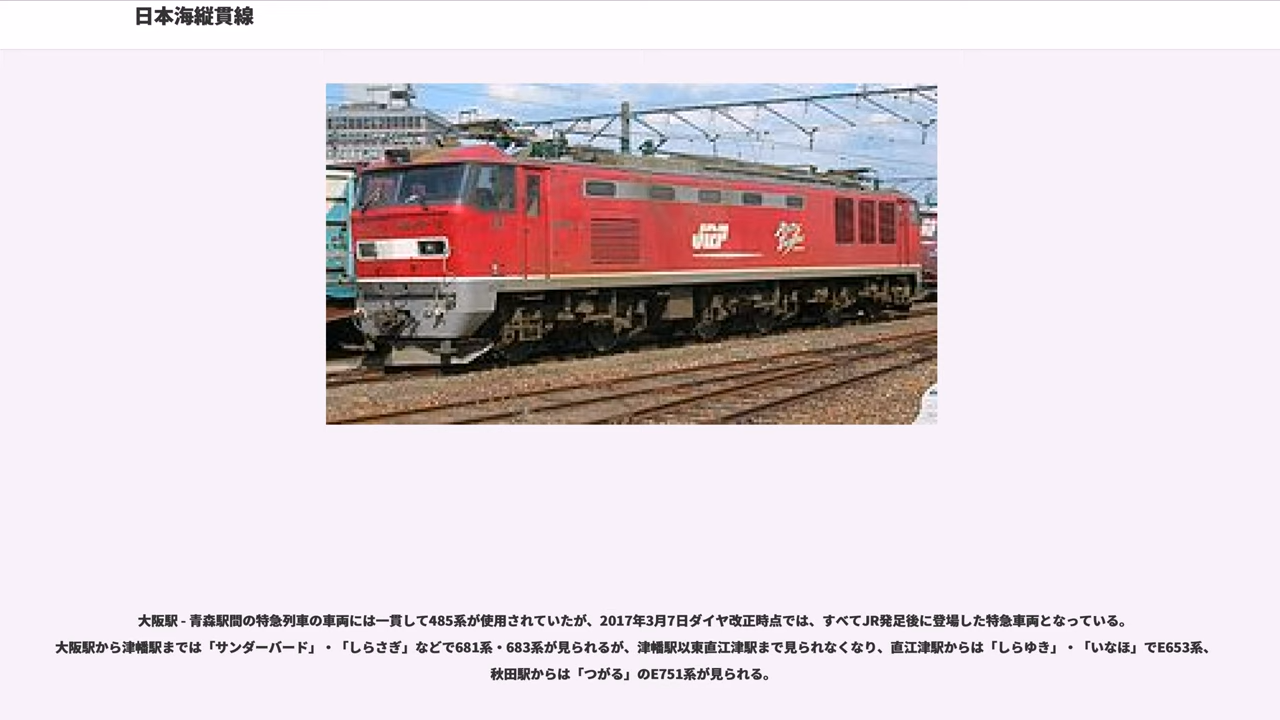 日本海縦貫線
JRF
大阪駅 - 青森駅間の特急列車の車両には一貫して485系が使用されていたが、2017年3月7日ダイヤ改正時点では、すべてJR発足後に登場した特急車両となっている。
大阪駅から津幡駅までは「サンダーバード」・「しらさぎ」などで681系・683系が見られるが、津幡駅以東直江津駅まで見られなくなり、直江津駅からは「しらゆき」・「いなほ」でE653系、
秋田駅からは「つがる」のE751系が見られる。